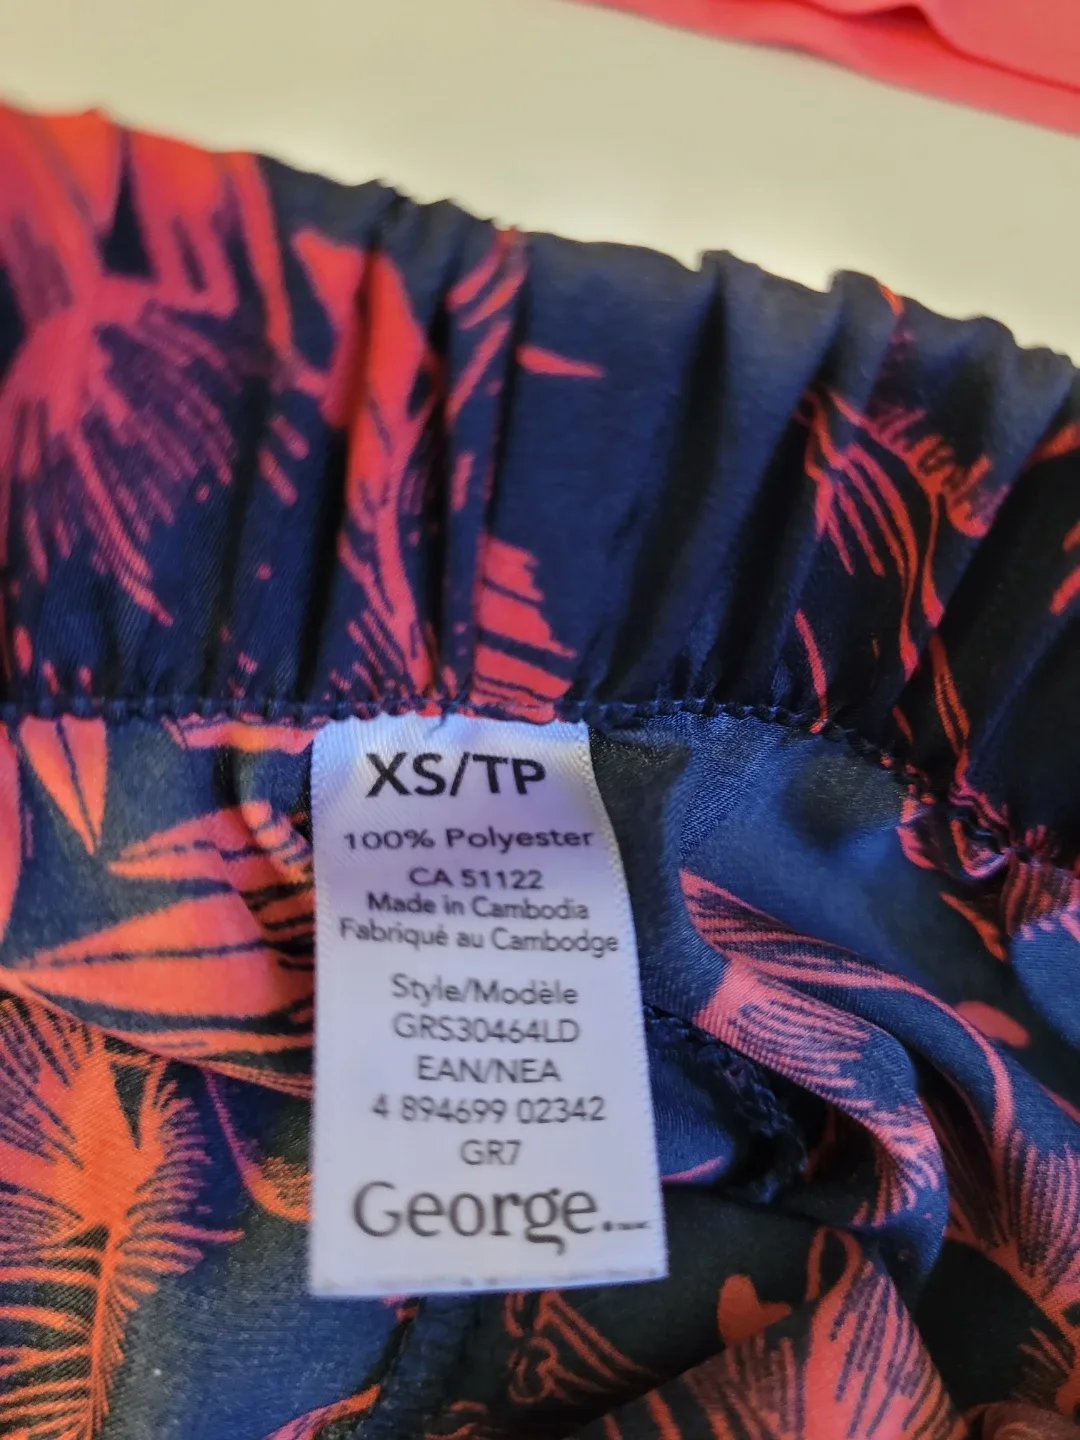 XS/TP
100% Polyester
CA 51122
Made in Cambodia
Fabriqué au Cambodge
Style/Modèle
GRS30464LD
EAN/NEA
4 894699 02342
GR7
George